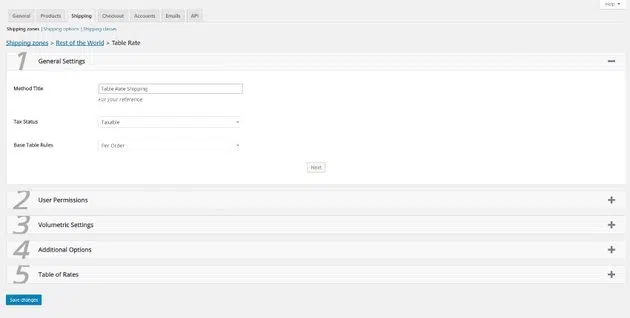 Help
General Products Shipping Checkout Accounts Emails API
Shipping zones | Shipping options | Shipping classes
Shipping zones > Rest of the World > Table Rate
1 General Settings
Method Title Table Rate Shipping
For your reference
Tax Status Taxable
Base Table Rules Per Order
Next
2 User Permissions
3 Volumetric Settings
4 Additional Options
5 Table of Rates
Save changes